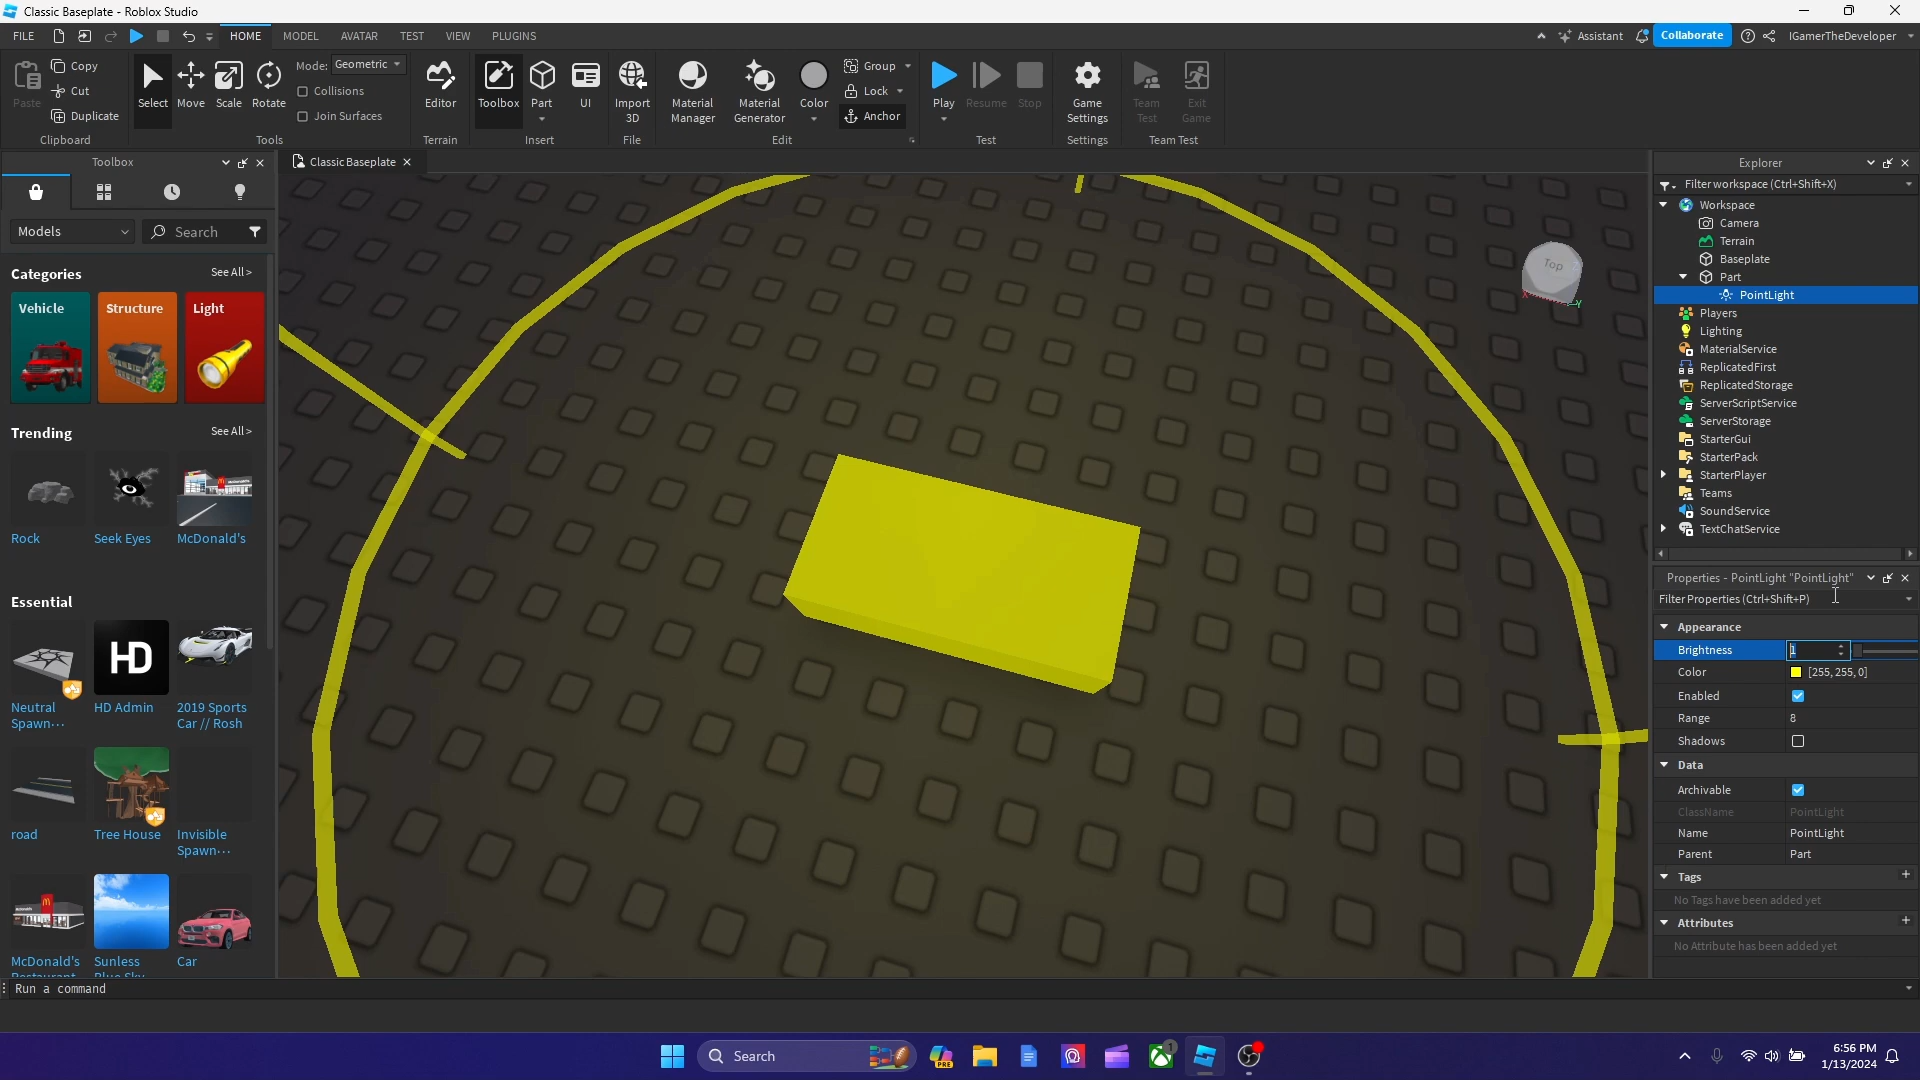 Classic Baseplate - Roblox Studio
FILE HOME MODEL AVATAR TEST VIEW PLUGINS Assistant Collaborate IGamerTheDeveloper
Paste Copy Cut Duplicate
Clipboard
Select Move Scale Rotate
Mode: Geometric
Collisions
Join Surfaces
Tools
Editor
Terrain
Toolbox Part UI
Insert
Import 3D
File
Material Manager
Material Generator
Color
Group
Lock
Anchor
Edit
Play Resume Stop
Test
Game Settings
Settings
Team Test
Exit Game
Team Test
Toolbox
Models Search
Categories See All >
Vehicle Structure Light
Trending See All >
Rock Seek Eyes McDonald's
Essential
Neutral Spawn...
HD
HD Admin
2019 Sports Car // Rosh
road Tree House Invisible Spawn...
McDonald's Restaurant
Sunless Blue Sky
Car
Classic Baseplate
Top
X
Y
Explorer
Filter workspace (Ctrl+Shift+X)
Workspace
Camera
Terrain
Baseplate
Part
PointLight
Players
Lighting
MaterialService
ReplicatedFirst
ReplicatedStorage
ServerScriptService
ServerStorage
StarterGui
StarterPack
StarterPlayer
Teams
SoundService
TextChatService
Properties - PointLight "PointLight"
Filter Properties (Ctrl+Shift+P)
Appearance
Brightness 1
Color [255, 255, 0]
Enabled
Range 8
Shadows
Data
Archivable
ClassName PointLight
Name PointLight
Parent Part
Tags
No Tags have been added yet
Attributes
No Attribute has been added yet
Run a command
Search
PRE
1
6:56 PM
1/13/2024